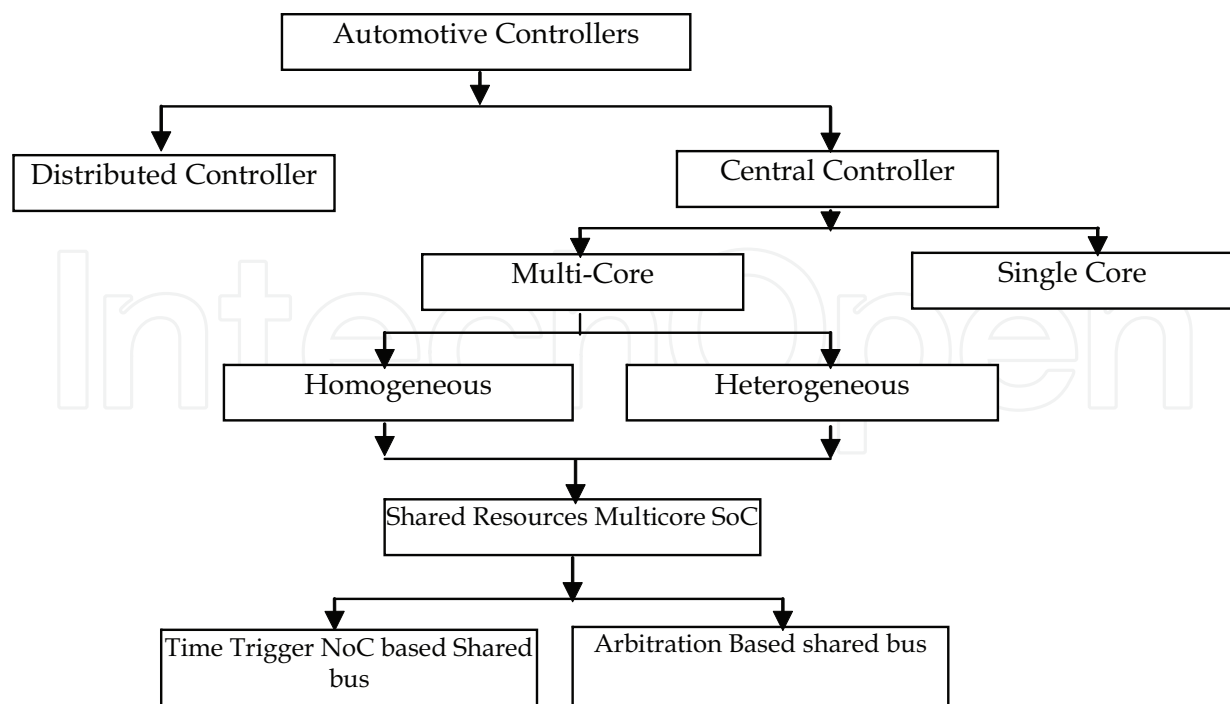 Automotive Controllers
Distributed Controller
Central Controller
Multi-Core
Single Core
Homogeneous
Heterogeneous
Shared Resources Multicore SoC
Time Trigger NoC based Shared
bus
Arbitration Based shared bus
IntechOpen